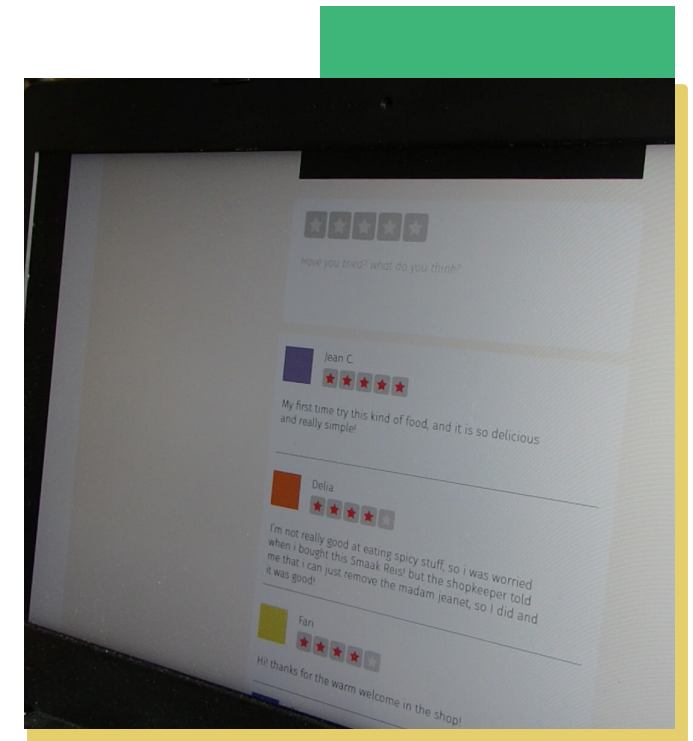 Have you tried? what do you think?
Jean C.
My first time try this kind of food, and it is so delicious
and really simple!
Delia
I'm not really good at eating spicy stuff, so i was worried
when i bought this Smaak Reis! but the shopkeeper told
me that i can just remove the madam jeanet, so I did and
it was good!
Fari
Hi! thanks for the warm welcome in the shop!